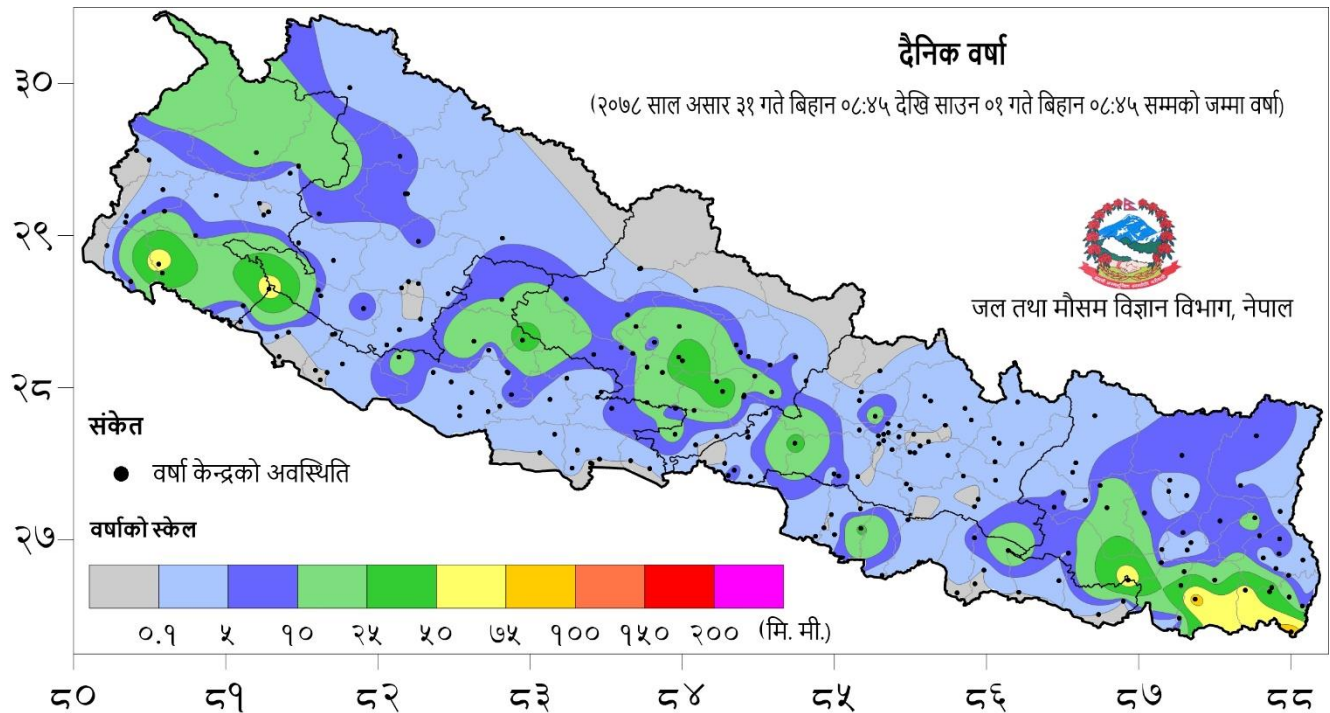 दैनिक वर्षा
(२०७८ साल असार ३१ गते बिहान ०८:४५ देखि साउन ०१ गते बिहान ०८:४५ सम्मको जम्मा वर्षा)
जल तथा मौसम विज्ञान विभाग, नेपाल
३०
२९
२८
२७
संकेत
वर्षा केन्द्रको अवस्थिति
वर्षाको स्केल
०.१ ५ १० २५ ५० ७५ १०० १५० २०० (मि. मी.)
८० ८१ ८२ ८३ ८४ ८५ ८६ ८७ ८८